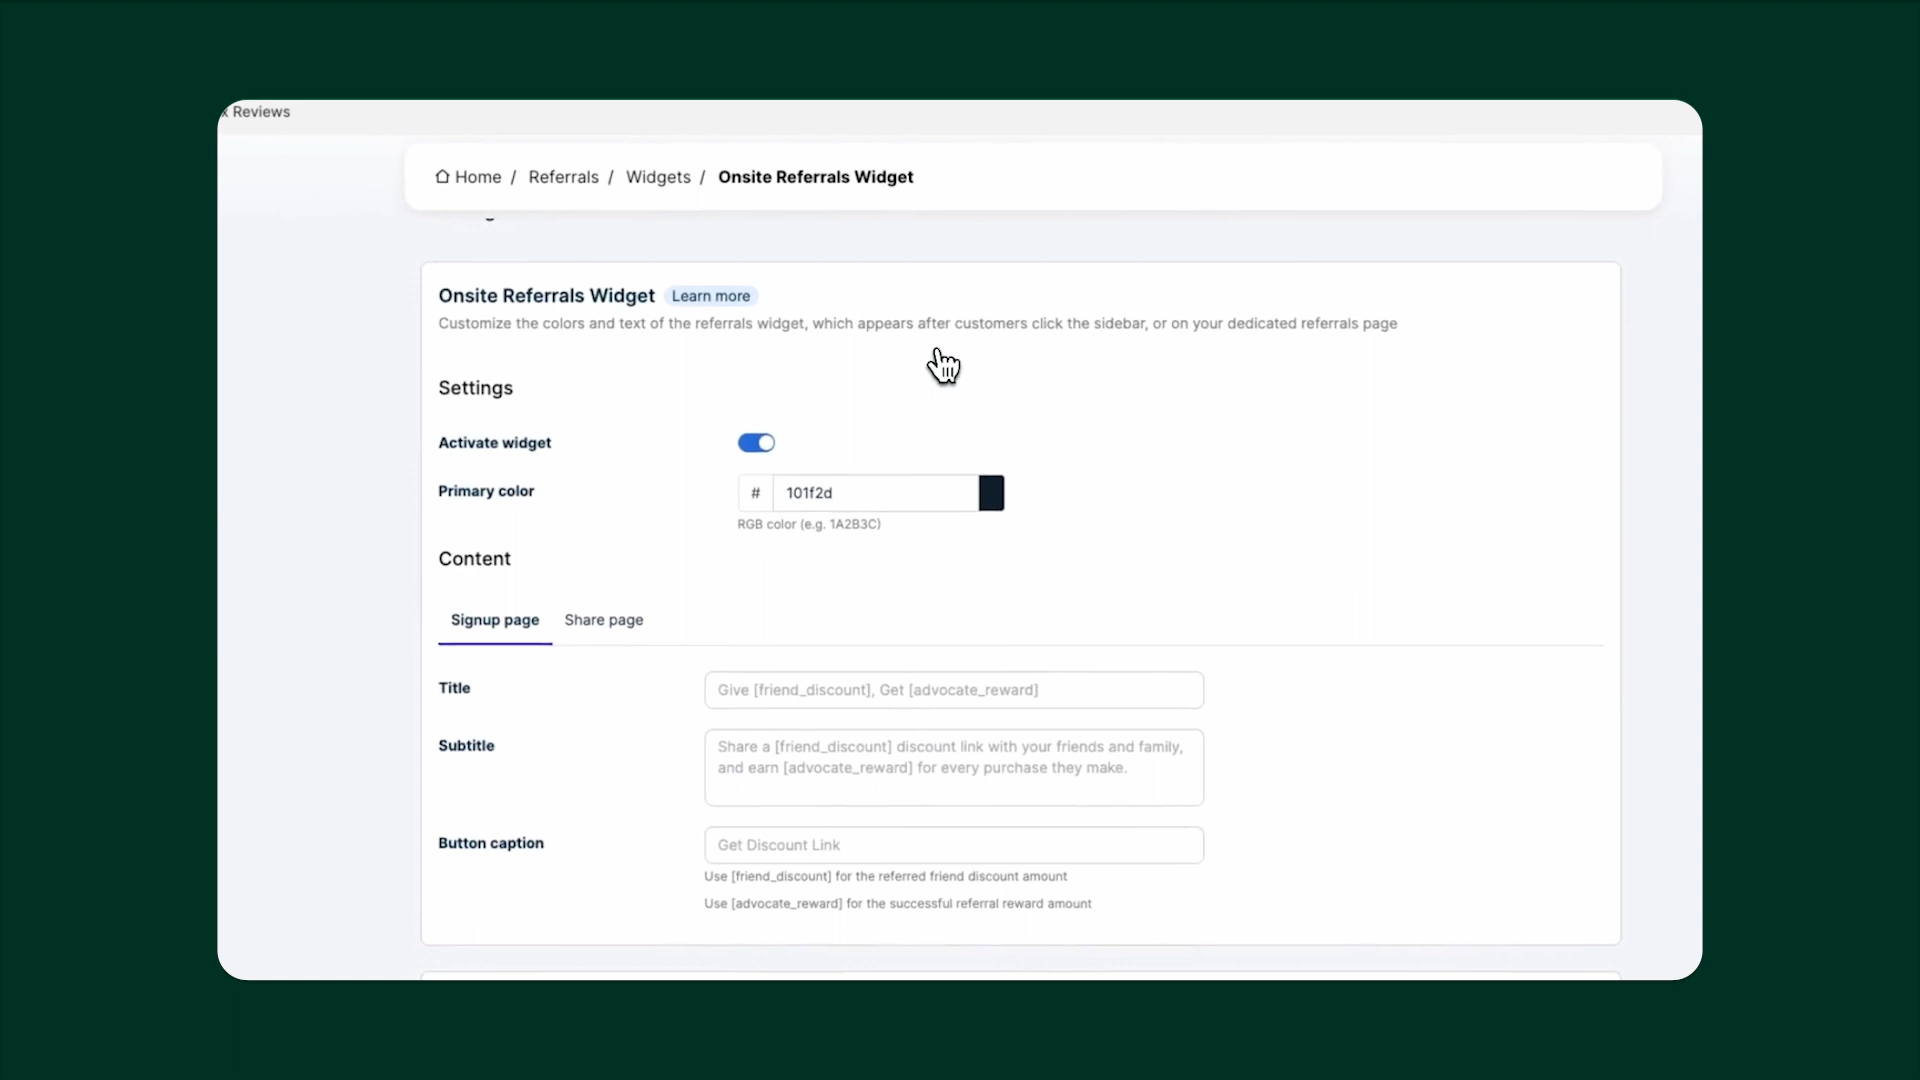 Reviews
Home / Referrals / Widgets / Onsite Referrals Widget
Onsite Referrals Widget Learn more
Customize the colors and text of the referrals widget, which appears after customers click the sidebar, or on your dedicated referrals page
Settings
Activate widget
Primary color # 101f2d
RGB color (e.g. 1A2B3C)
Content
Signup page Share page
Title Give [friend_discount], Get [advocate_reward]
Subtitle Share a [friend_discount] discount link with your friends and family,
and earn [advocate_reward] for every purchase they make.
Button caption Get Discount Link
Use [friend_discount] for the referred friend discount amount
Use [advocate_reward] for the successful referral reward amount